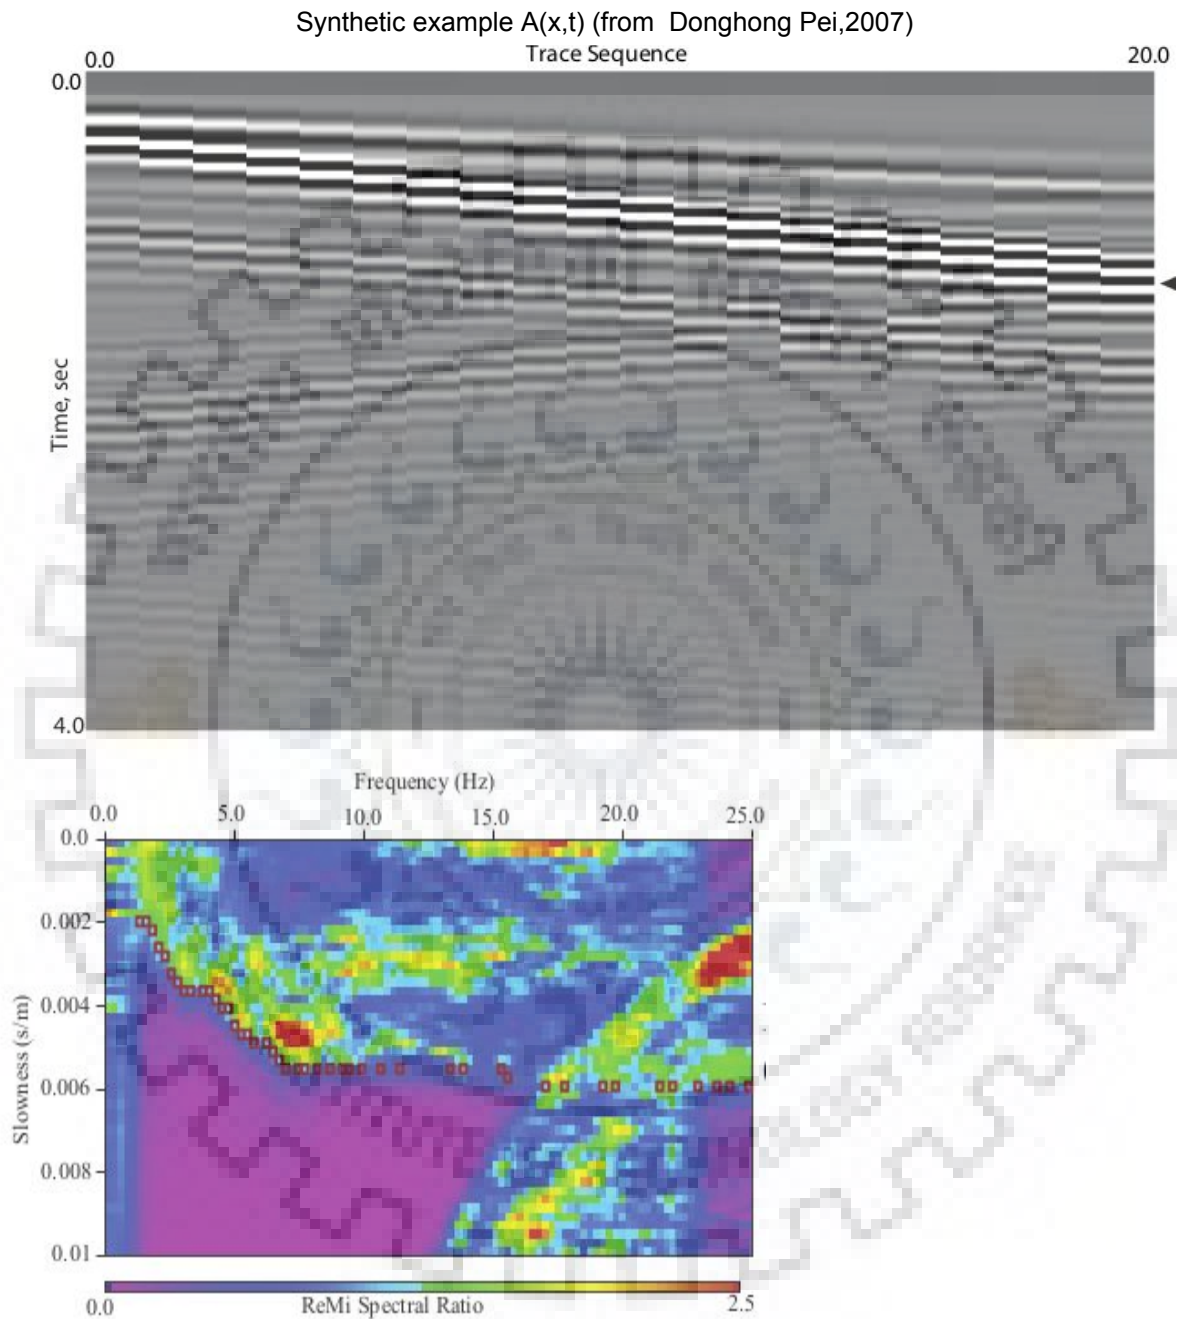 Synthetic example A(x,t) (from Donghong Pei,2007)
Trace Sequence
0.0
20.0
0.0
Time, sec
4.0
Frequency (Hz)
0.0 5.0 10.0 15.0 20.0 25.0
0.0
0.002
0.004
0.006
0.008
0.01
Slowness (s/m)
0.0 ReMi Spectral Ratio 2.5